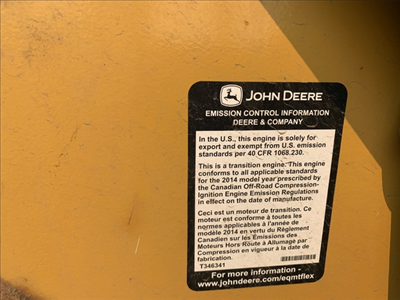 JOHN DEERE
EMISSION CONTROL INFORMATION
DEERE & COMPANY
In the U.S., this engine is solely for
export and exempt from U.S. emission
standards per 40 CFR 1068.230.
This is a transition engine. This engine
conforms to all applicable standards
for the 2014 model year prescribed by
the Canadian Off-Road Compression-
Ignition Engine Emission Regulations
in effect on the date of manufacture.
Ceci est un moteur de transition. Ce
moteur est conforme à toutes les
normes applicables à l'année de
modèle 2014 en vertu du Règlement
Canadien sur les Émissions des
Moteurs Hors Route à Allumage par
Compression en vigueur à la date de
fabrication.
T346341
For more information -
www.johndeere.com/eqmtflex